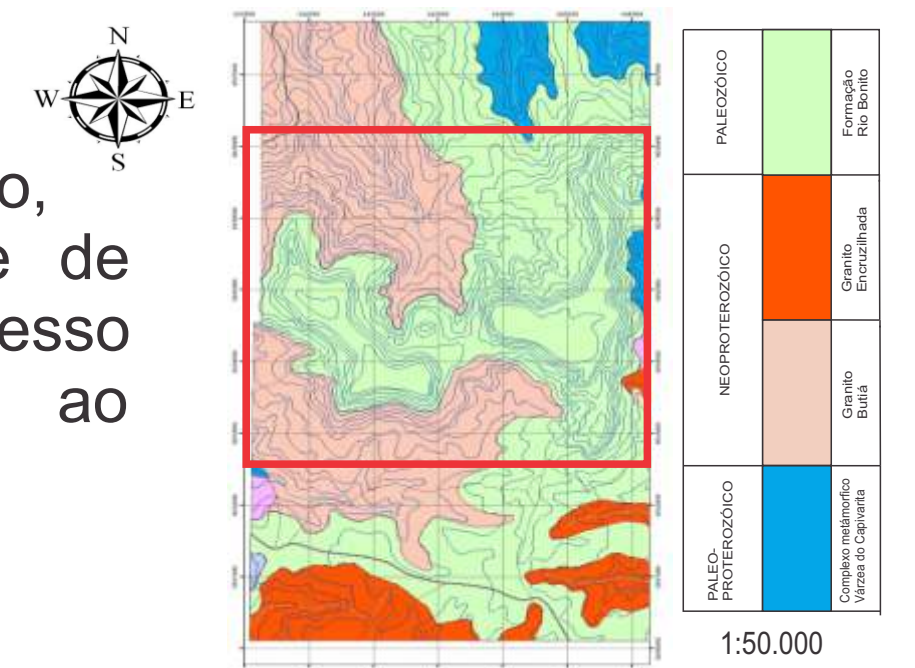 N
W E
S
o,
e de
esso
ao
PALEOZÓICO
Formação
Rio Bonito
NEOPROTEROZÓICO
Granito
Encruzilhada
Granito
Butiá
PALEO-
PROTEROZÓICO
Complexo metámorfico
Várzea do Capivarita
1:50.000